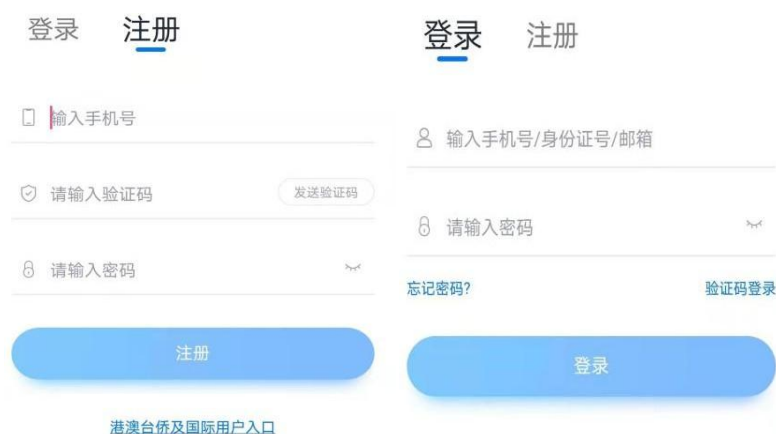 登录 注册
输入手机号
请输入验证码 发送验证码
请输入密码
注册
港澳台侨及国际用户入口
登录 注册
输入手机号/身份证号/邮箱
请输入密码
忘记密码? 验证码登录
登录